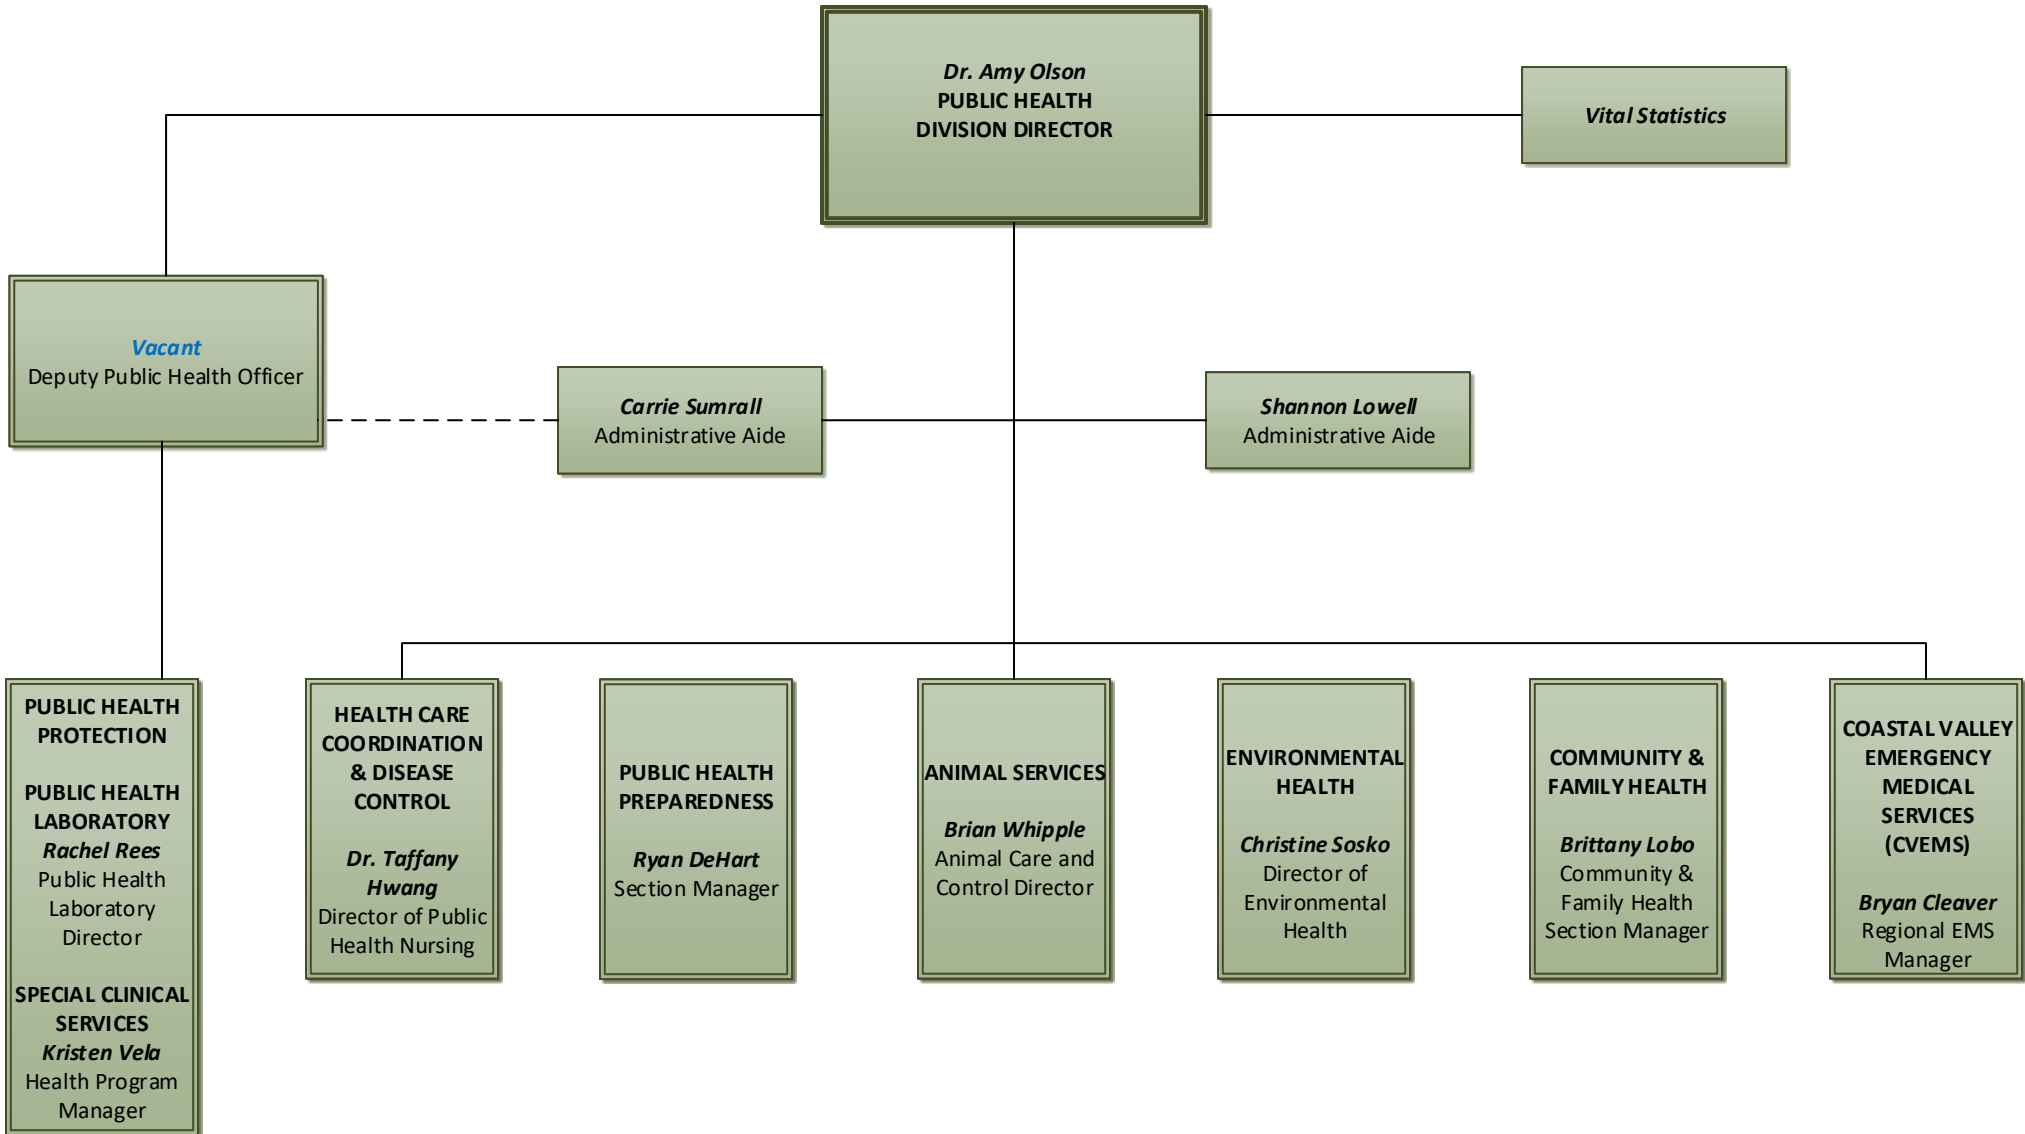 Dr. Amy Olson
PUBLIC HEALTH
DIVISION DIRECTOR
Vital Statistics
Vacant
Deputy Public Health Officer
Carrie Sumrall
Administrative Aide
Shannon Lowell
Administrative Aide
PUBLIC HEALTH
PROTECTION
PUBLIC HEALTH
LABORATORY
Rachel Rees
Public Health
Laboratory
Director
SPECIAL CLINICAL
SERVICES
Kristen Vela
Health Program
Manager
HEALTH CARE
COORDINATION
& DISEASE
CONTROL
Dr. Taffany
Hwang
Director of Public
Health Nursing
PUBLIC HEALTH
PREPAREDNESS
Ryan DeHart
Section Manager
ANIMAL SERVICES
Brian Whipple
Animal Care and
Control Director
ENVIRONMENTAL
HEALTH
Christine Sosko
Director of
Environmental
Health
COMMUNITY &
FAMILY HEALTH
Brittany Lobo
Community &
Family Health
Section Manager
COASTAL VALLEY
EMERGENCY
MEDICAL
SERVICES
(CVEMS)
Bryan Cleaver
Regional EMS
Manager